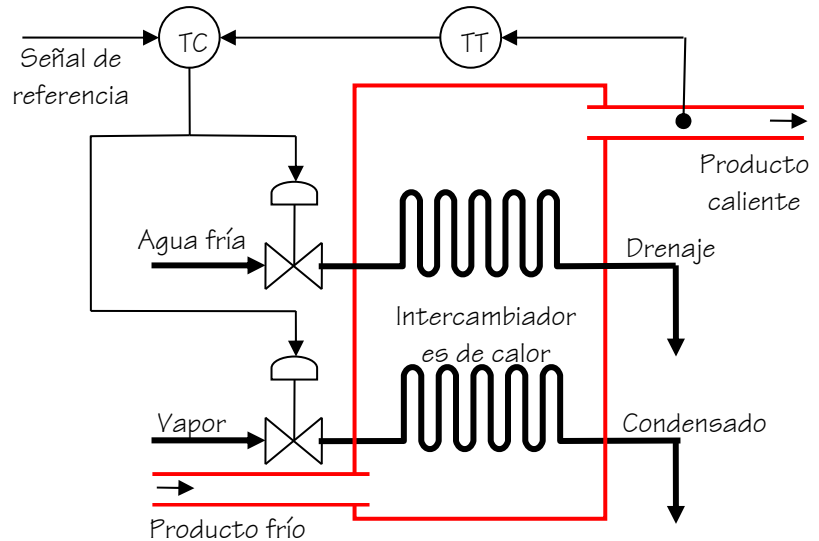 TC
TT
Señal de
referencia
Producto
caliente
Agua fría
Drenaje
Intercambiador
es de calor
Vapor
Condensado
Producto frío